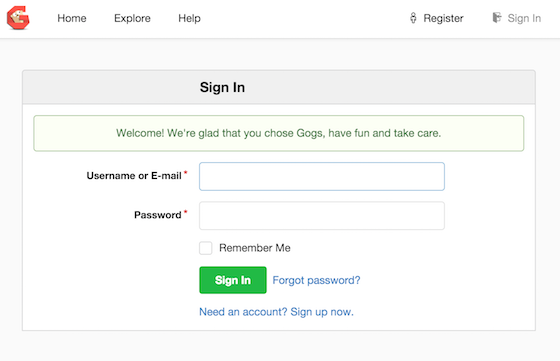 Home Explore Help Register Sign In
Sign In
Welcome! We're glad that you chose Gogs, have fun and take care.
Username or E-mail *
Password *
Remember Me
Sign In Forgot password?
Need an account? Sign up now.